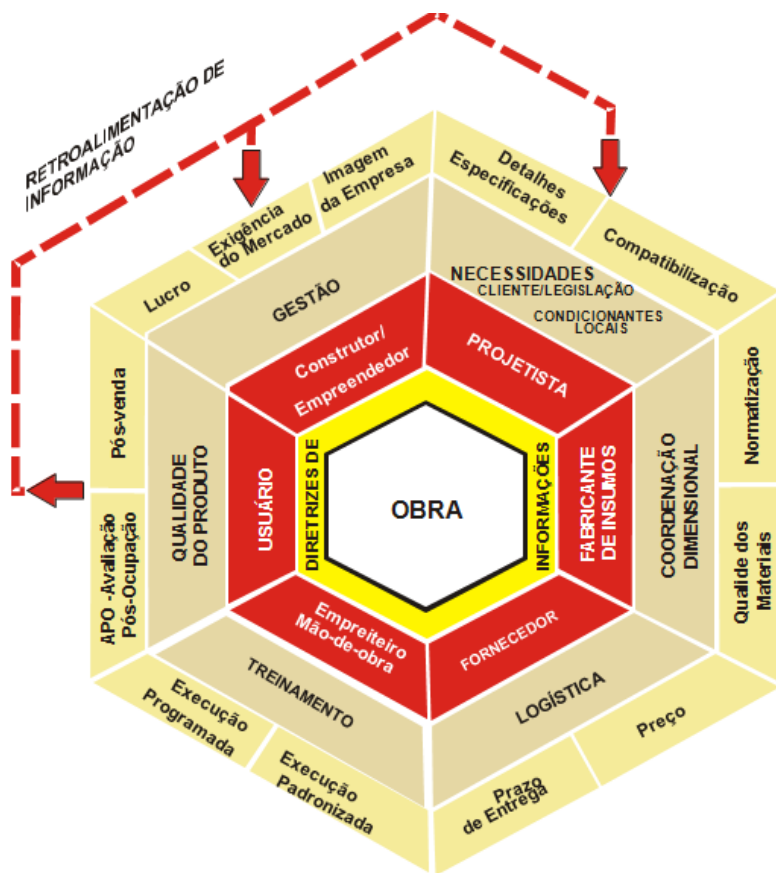 RETROALIMENTAÇÃO DE
INFORMAÇÃO
Lucro
Exigência
do Mercado
Imagem
da Empresa
Detalhes
Especificações
Compatibilização
GESTÃO
NECESSIDADES
CLIENTE/LEGISLAÇÃO
CONDICIONANTES
LOCAIS
Construtor/
Empreendedor
PROJETISTA
Pós-venda
APO -Avaliação
Pós-Ocupação
QUALIDADE
DO PRODUTO
USUÁRIO
DIRETRIZES DE
OBRA
INFORMAÇÕES
FABRICANTE
DE INSUMOS
COORDENAÇÃO
DIMENSIONAL
Normatização
Qualide dos
Materiais
Empreiteiro
Mão-de-obra
FORNECEDOR
TREINAMENTO
LOGÍSTICA
Execução
Programada
Execução
Padronizada
Prazo
de Entrega
Preço